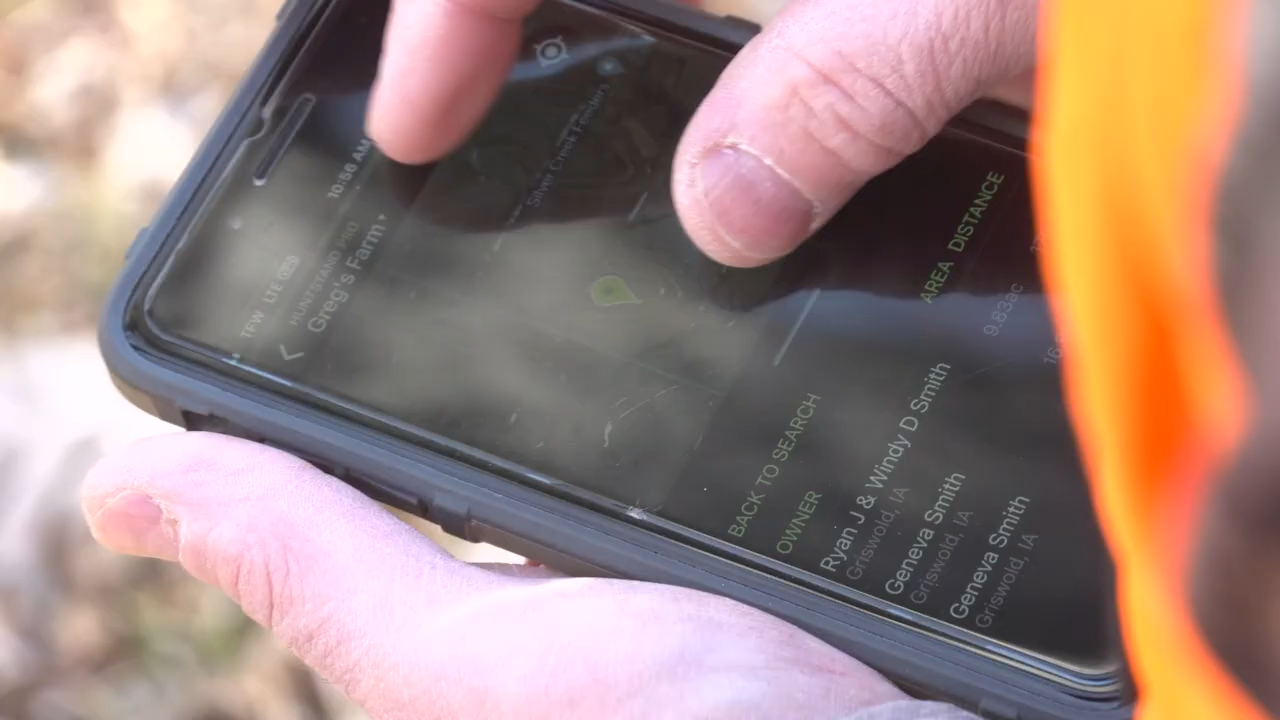 10:56 AM
TFW LTE
HUNTSTAND PRO
Greg's Farm
Silver Creek Feeders
BACK TO SEARCH
OWNER AREA DISTANCE
Ryan J & Windy D Smith 9.83ac
Griswold, IA
Geneva Smith
Griswold, IA
Geneva Smith
Griswold, IA